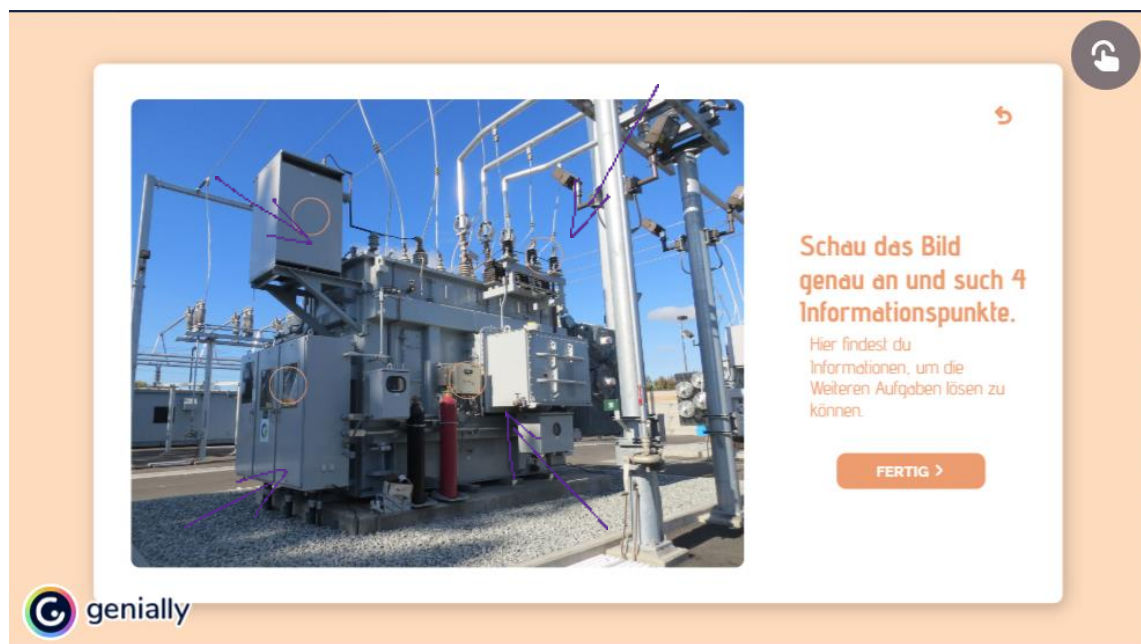 Schau das Bild
genau an und such 4
Informationspunkte.
Hier findest du
Informationen, um die
Weiteren Aufgaben lösen zu
können.
FERTIG >
genially